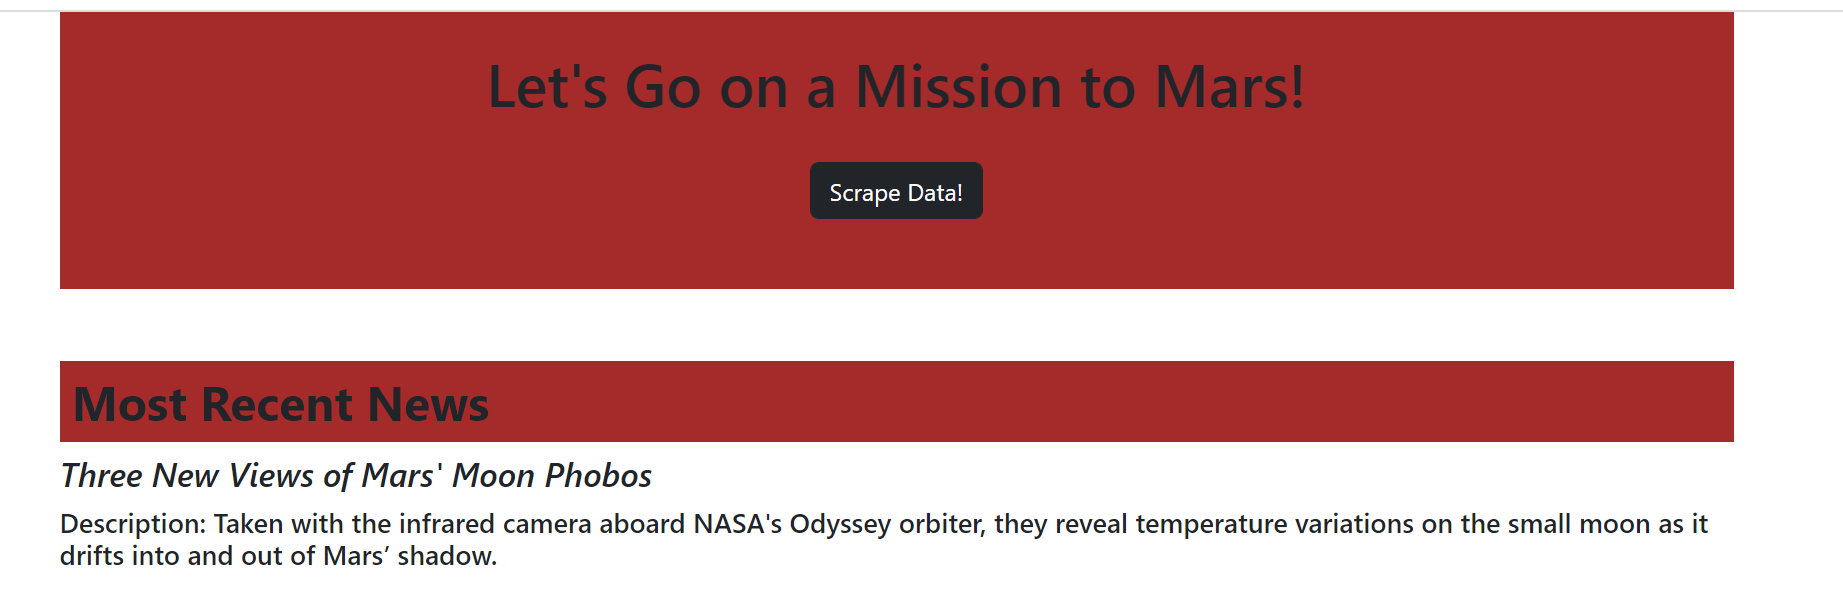 Let's Go on a Mission to Mars!
Scrape Data!
Most Recent News
Three New Views of Mars' Moon Phobos
Description: Taken with the infrared camera aboard NASA's Odyssey orbiter, they reveal temperature variations on the small moon as it
drifts into and out of Mars’ shadow.